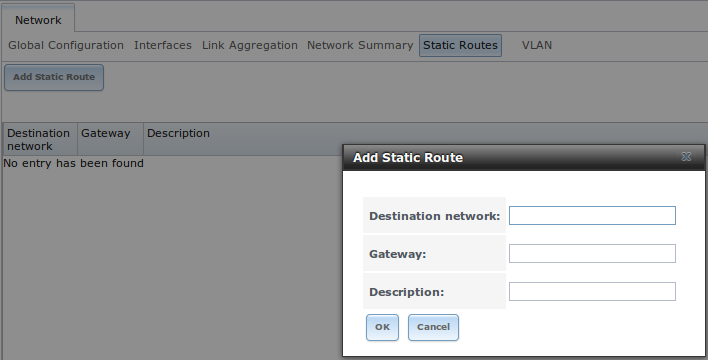 Network
Global Configuration Interfaces Link Aggregation Network Summary Static Routes VLAN
Add Static Route
Destination network Gateway Description
No entry has been found
Add Static Route
Destination network:
Gateway:
Description:
OK Cancel